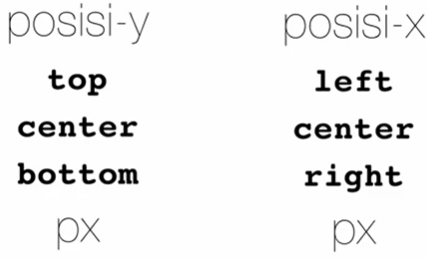 posisi-y
top
center
bottom
px
posisi-x
left
center
right
px